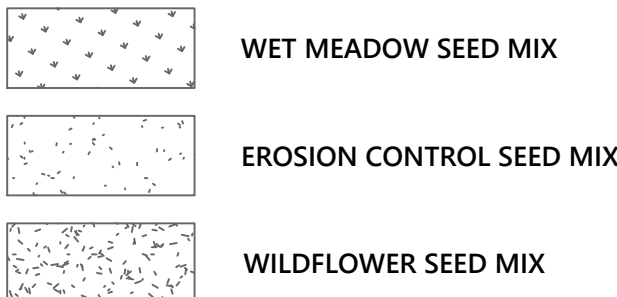 WET MEADOW SEED MIX
EROSION CONTROL SEED MIX
WILDFLOWER SEED MIX